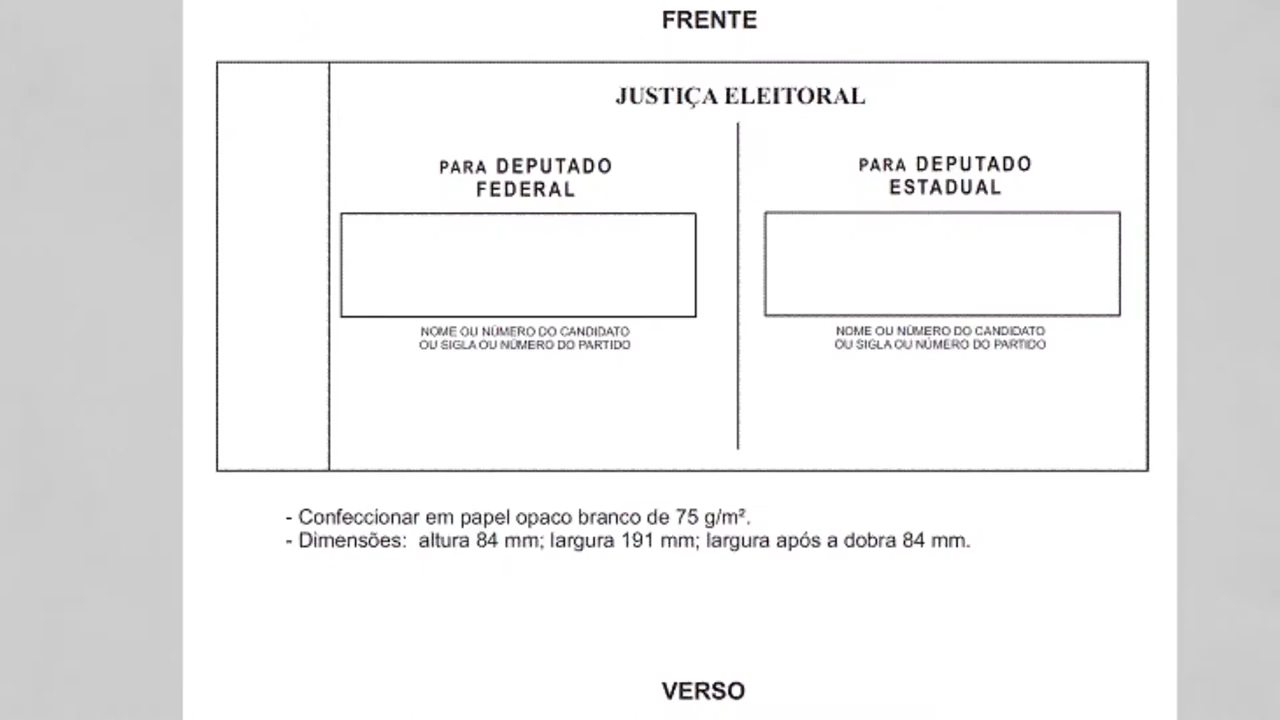 FRENTE
JUSTIÇA ELEITORAL
PARA DEPUTADO
FEDERAL
NOME OU NÚMERO DO CANDIDATO
OU SIGLA OU NÚMERO DO PARTIDO
PARA DEPUTADO
ESTADUAL
NOME OU NÚMERO DO CANDIDATO
OU SIGLA OU NÚMERO DO PARTIDO
- Confeccionar em papel opaco branco de 75 g/m².
- Dimensões: altura 84 mm; largura 191 mm; largura após a dobra 84 mm.
VERSO